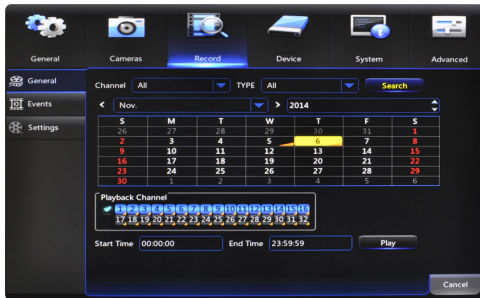 General Cameras Record Device System Advanced
General
Events
Settings
Channel All TYPE All Search
< Nov. > 2014
S M T W T F S
26 27 28 29 30 31 1
2 3 4 5 6 7 8
9 10 11 12 13 14 15
16 17 18 19 20 21 22
23 24 25 26 27 28 29
30 1 2 3 4 5 6
Playback Channel
1 2 3 4 5 6 7 8 9 10 11 12 13 14 15 16
17 18 19 20 21 22 23 24 25 26 27 28 29 30 31 32
Start Time 00:00:00 End Time 23:59:59 Play
Cancel